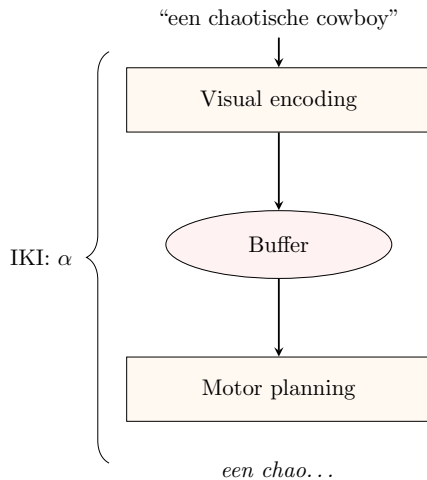 “een chaotische cowboy”
Visual encoding
IKI: α
Buffer
Motor planning
een chao...